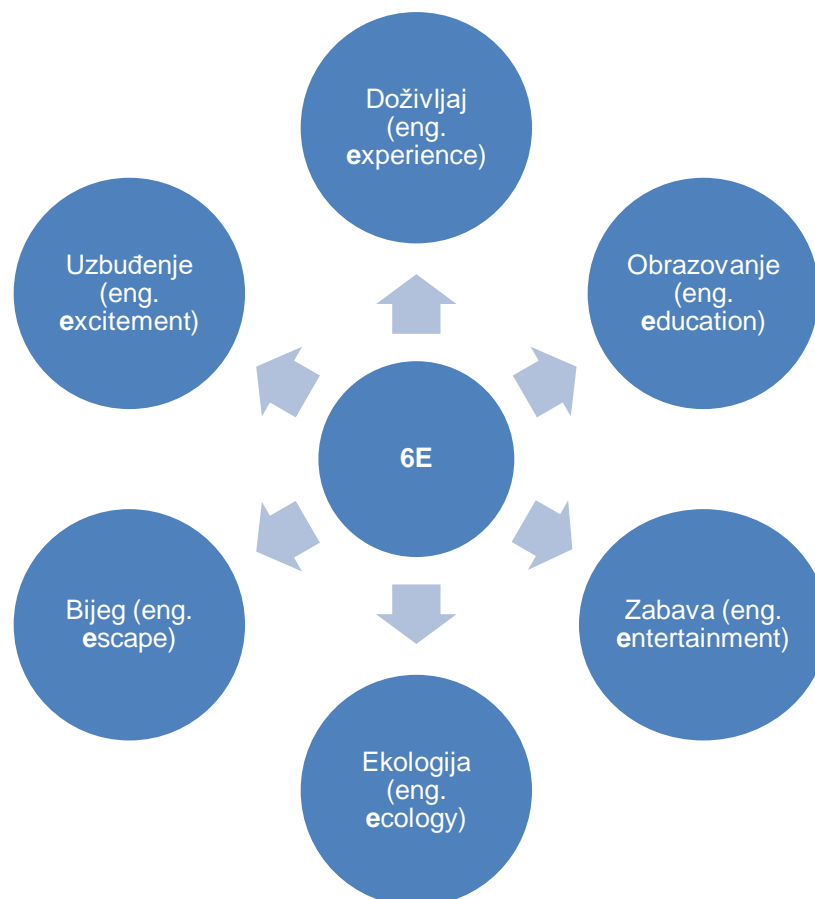 Doživljaj
(eng.
experience)
Uzbuđenje
(eng.
excitement)
Obrazovanje
(eng.
education)
6E
Bijeg (eng.
escape)
Zabava (eng.
entertainment)
Ekologija
(eng.
ecology)